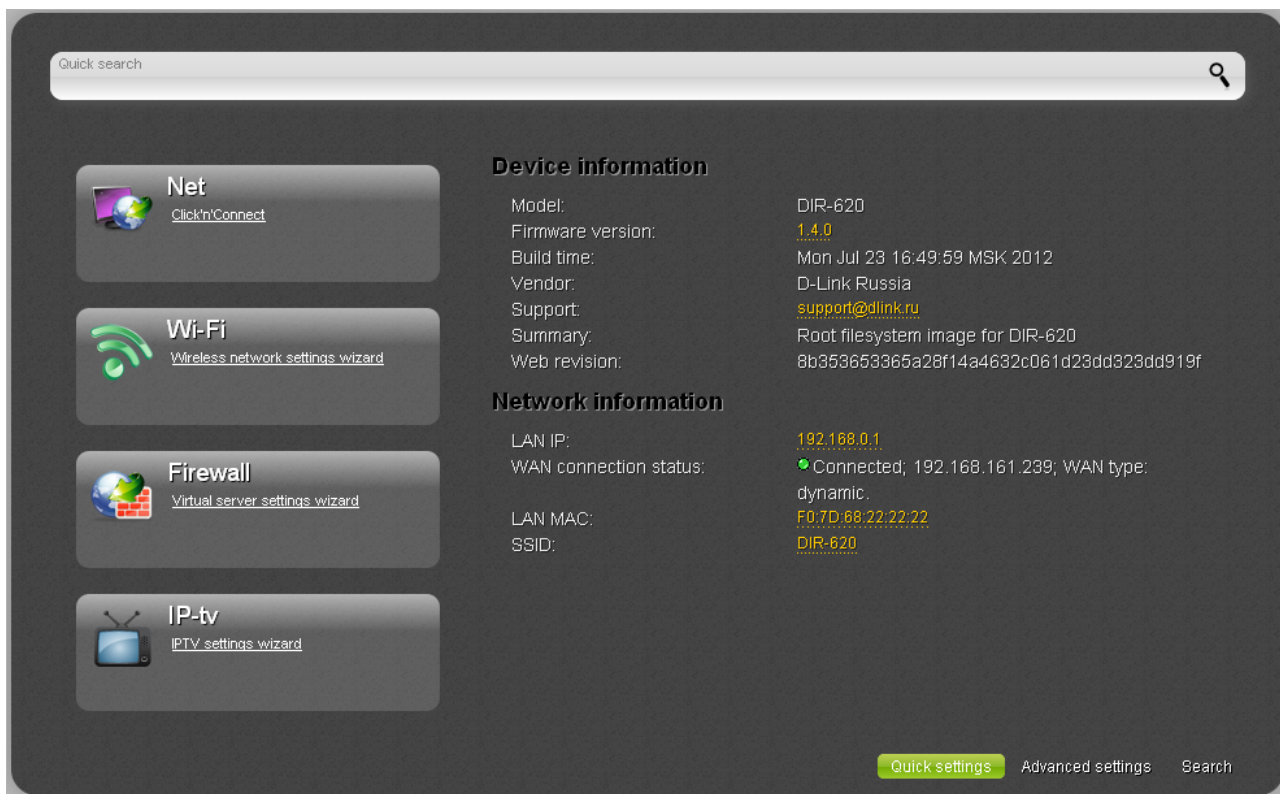 Quick search
Net
Click'n'Connect
Wi-Fi
Wireless network settings wizard
Firewall
Virtual server settings wizard
IP-tv
IPTV settings wizard
Device information
Model: DIR-620
Firmware version: 1.4.0
Build time: Mon Jul 23 16:49:59 MSK 2012
Vendor: D-Link Russia
Support: support@dlink.ru
Summary: Root filesystem image for DIR-620
Web revision: 8b353653365a28f14a4632c061d23dd323dd919f
Network information
LAN IP: 192.168.0.1
WAN connection status: Connected; 192.168.161.239; WAN type:
dynamic.
LAN MAC: F0:7D:68:22:22:22
SSID: DIR-620
Quick settings Advanced settings Search